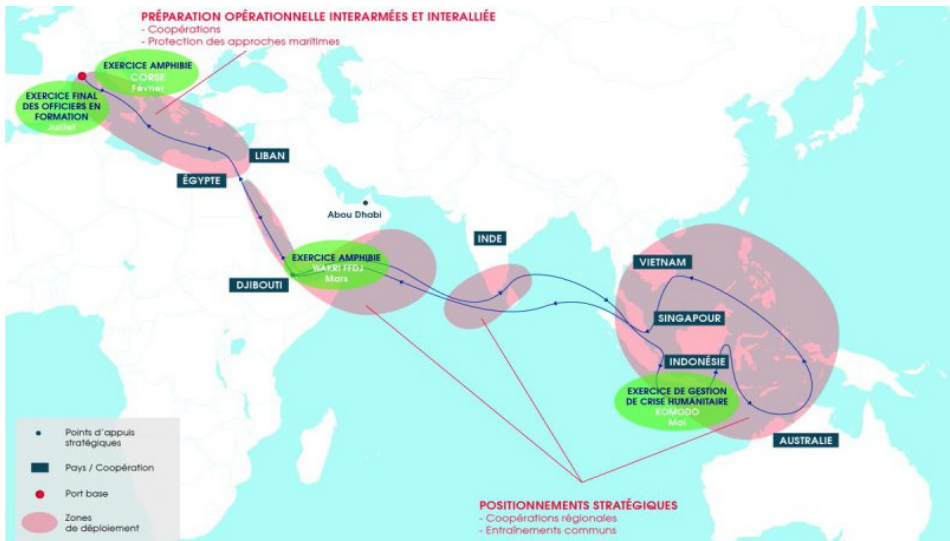 PRÉPARATION OPÉRATIONNELLE INTERARMÉES ET INTERALLIÉE
- Coopérations
- Protection des approches maritimes
EXERCICE AMPHIBIE
CORSE
Février
EXERCICE FINAL
DES OFFICIERS EN
FORMATION
Juillet
LIBAN
ÉGYPTE
Abou Dhabi
INDE
EXERCICE AMPHIBIE
WAKRI FFDJ
Mars
DJIBOUTI
VIETNAM
SINGAPOUR
INDONÉSIE
EXERCICE DE GESTION
DE CRISE HUMANITAIRE
KOMODO
Mai
AUSTRALIE
Points d'appuis
stratégiques
Pays / Coopération
Port base
Zones
de déploiement
POSITIONNEMENTS STRATÉGIQUES
- Coopérations régionales
- Entraînements communs